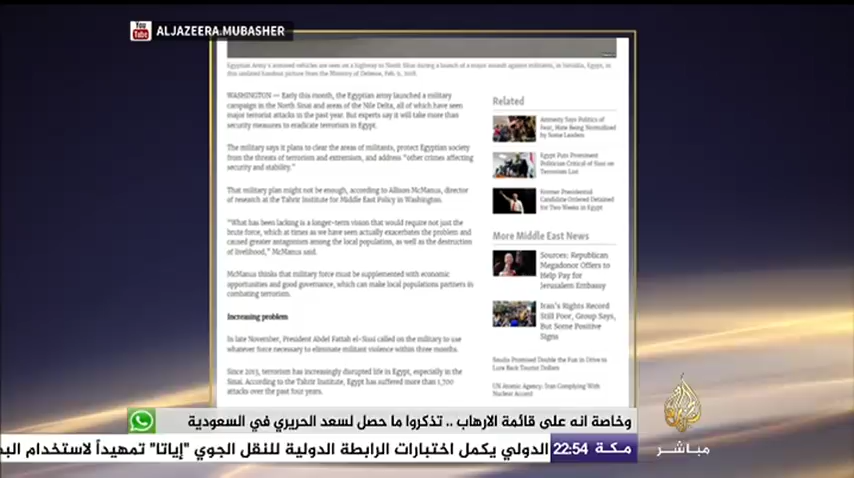 You Tube ALJAZEERA.MUBASHER
Egyptian Army's armored vehicles are seen on a highway to North Sinai during a launch of a major assault against militants, in Ismailia, Egypt, in
this undated handout picture from the Ministry of Defense, Feb. 9, 2018.
WASHINGTON — Early this month, the Egyptian army launched a military
campaign in the North Sinai and areas of the Nile Delta, all of which have seen
major terrorist attacks in the past year. But experts say it will take more than
security measures to eradicate terrorism in Egypt.
The military says it plans to clear the areas of militants, protect Egyptian society
from the threats of terrorism and extremism, and address "other crimes affecting
security and stability."
That military plan might not be enough, according to Allison McManus, director
of research at the Tahrir Institute for Middle East Policy in Washington.
"What has been lacking is a longer-term vision that would require not just the
brute force, which at times as we have seen actually exacerbates the problem and
caused greater antagonism among the local population, as well as the destruction
of livelihood," McManus said.
McManus thinks that military force must be supplemented with economic
opportunities and good governance, which can make local populations partners in
combating terrorism.
Increasing problem
In late November, President Abdel Fattah el-Sissi called on the military to use
whatever force necessary to eliminate militant violence within three months.
Since 2013, terrorism has increasingly disrupted life in Egypt, especially in the
Sinai. According to the Tahrir Institute, Egypt has suffered more than 1,700
attacks over the past four years.
Related
Amnesty Says Politics of
Fear, Hate Being Normalized
by Some Leaders
Egypt Puts Prominent
Politician Critical of Sissi on
Terrorism List
Former Presidential
Candidate Ordered Detained
for Two Weeks in Egypt
More Middle East News
Sources: Republican
Megadonor Offers to
Help Pay for
Jerusalem Embassy
Iran's Rights Record
Still Poor, Group Says,
But Some Positive
Signs
Saudis Promised Double the Fun in Drive to
Lure Back Tourist Dollars
UN Atomic Agency: Iran Complying With
Nuclear Accord
وخاصة انه على قائمة الارهاب .. تذكروا ما حصل لسعد الحريري في السعودية
مكة 22:54 الدولي يكمل اختبارات الرابطة الدولية للنقل الجوي "إياتا" تمهيداً لاستخدام
مباشر